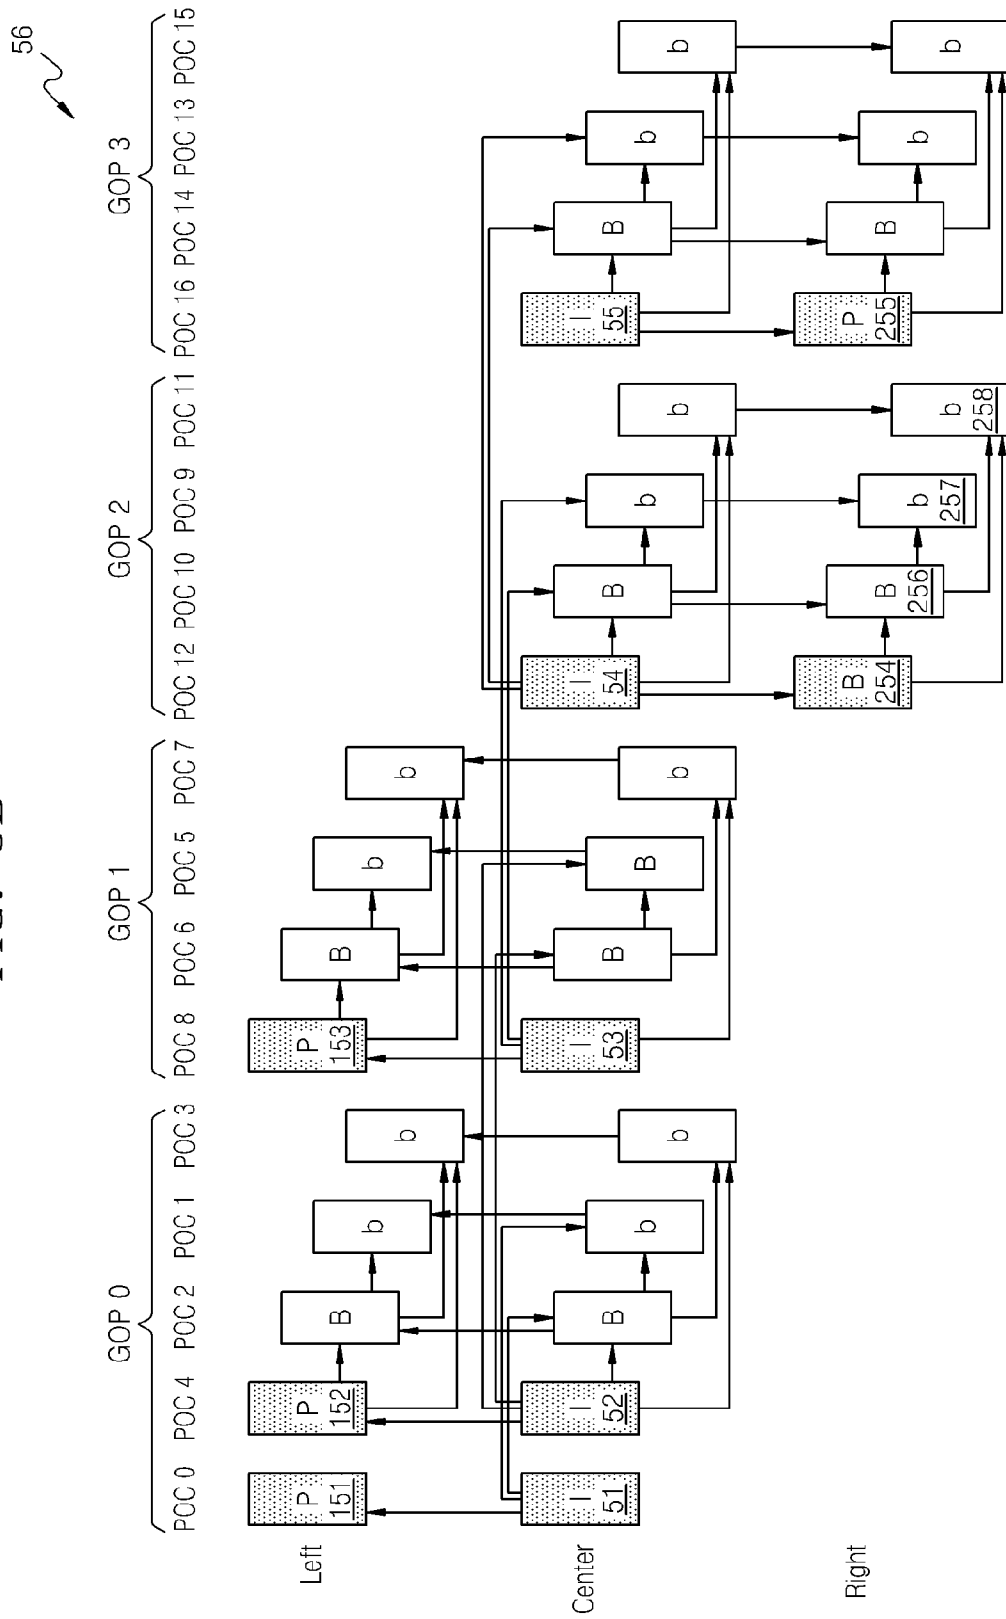 56
GOP 0 GOP 1 GOP 2 GOP 3
POC 0 POC 4 POC 2 POC 1 POC 3 POC 8 POC 6 POC 5 POC 7 POC 12 POC 10 POC 9 POC 11 POC 16 POC 14 POC 13 POC 15
Left
P
151
P
152
B
b
b
P
153
B
b
b
Center
I
51
I
52
B
b
b
I
53
B
B
b
I
54
B
b
b
I
55
B
b
b
Right
B
254
B
256
b
257
b
258
P
255
B
b
b